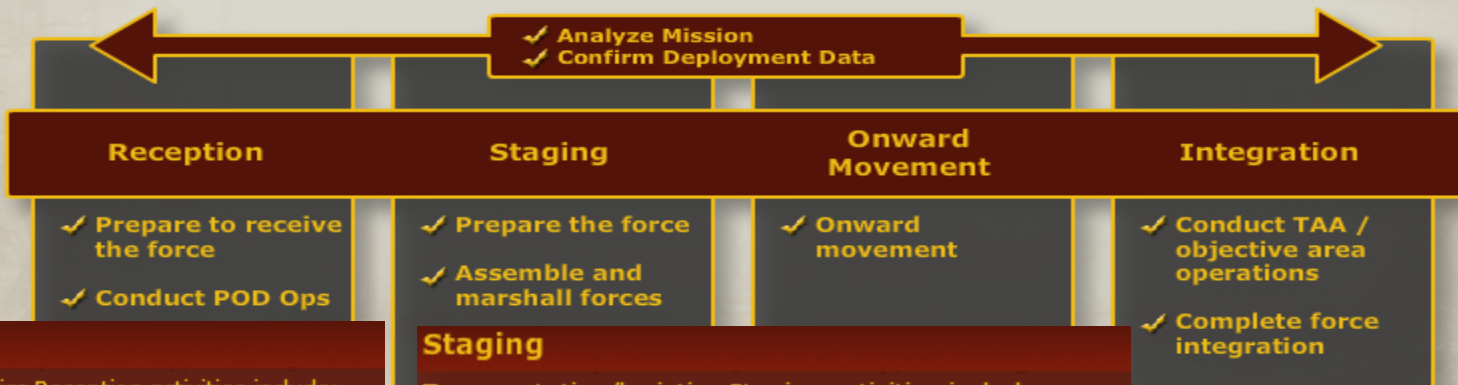 Analyze Mission
Confirm Deployment Data
Reception
Staging
Onward
Movement
Integration
Prepare to receive
the force
Conduct POD Ops
Prepare the force
Assemble and
marshall forces
Onward
movement
Conduct TAA /
objective area
operations
Complete force
integration
Staging